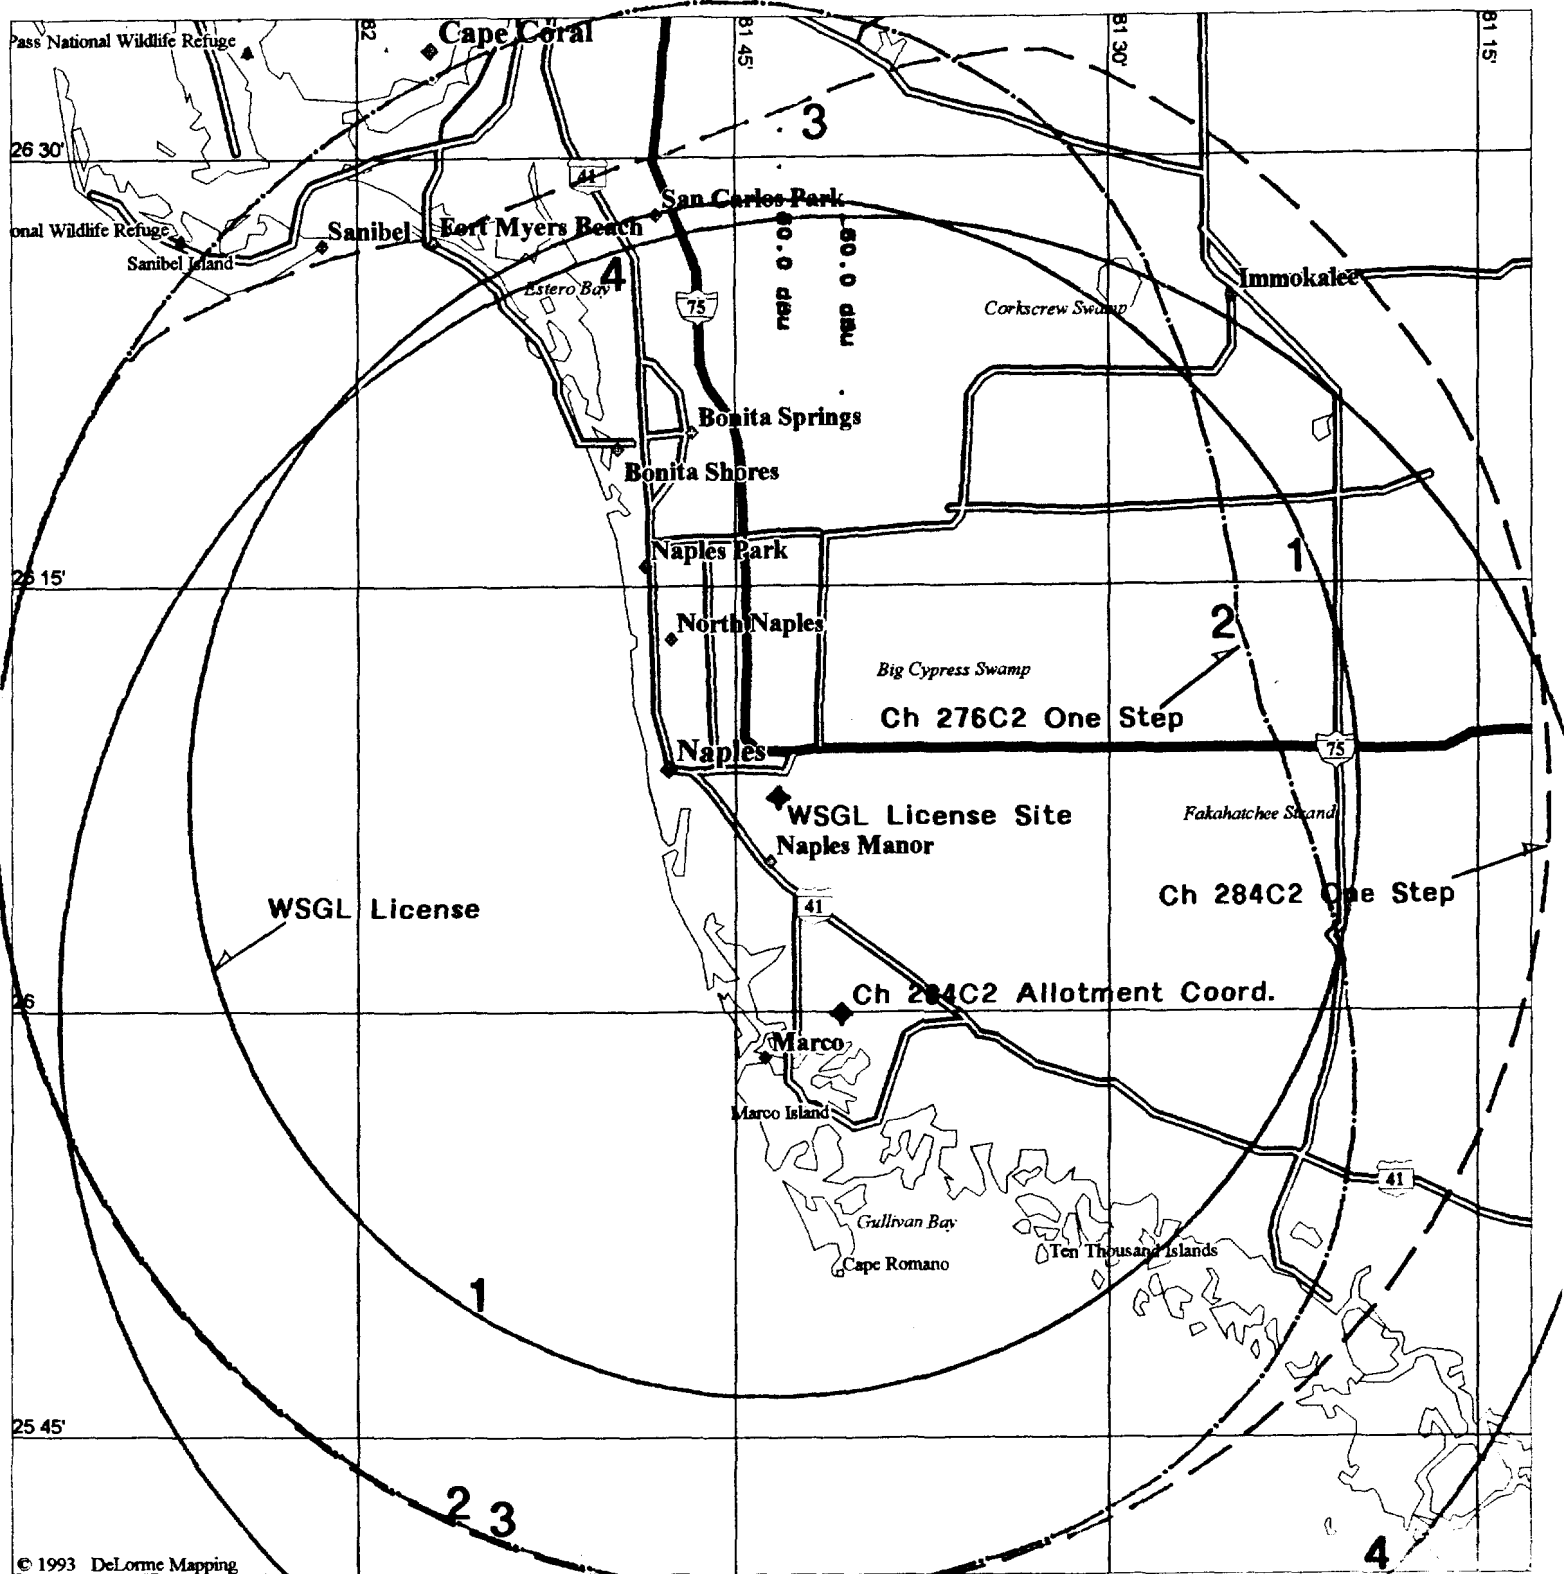 82
81 45'
81 30'
81 15'
Pass National Wildlife Refuge
Cape Coral
3
26 30'
41
San Carlos Park
onal Wildlife Refuge
Sanibel
Fort Myers Beach
Sanibel Island
4
Estero Bay
75
60.0 dBu
60.0 dBu
Immokalee
Corkscrew Swamp
Bonita Springs
Bonita Shores
Naples Park
1
26 15'
North Naples
2
Big Cypress Swamp
Ch 276C2 One Step
Naples
75
WSGL License Site
Fakahatchee Strand
Naples Manor
Ch 284C2 One Step
41
WSGL License
Ch 284C2 Allotment Coord.
26
Marco
Marco Island
41
Gullivan Bay
Ten Thousand Islands
Cape Romano
1
25 45'
2
3
4
© 1993 DeLorme Mapping